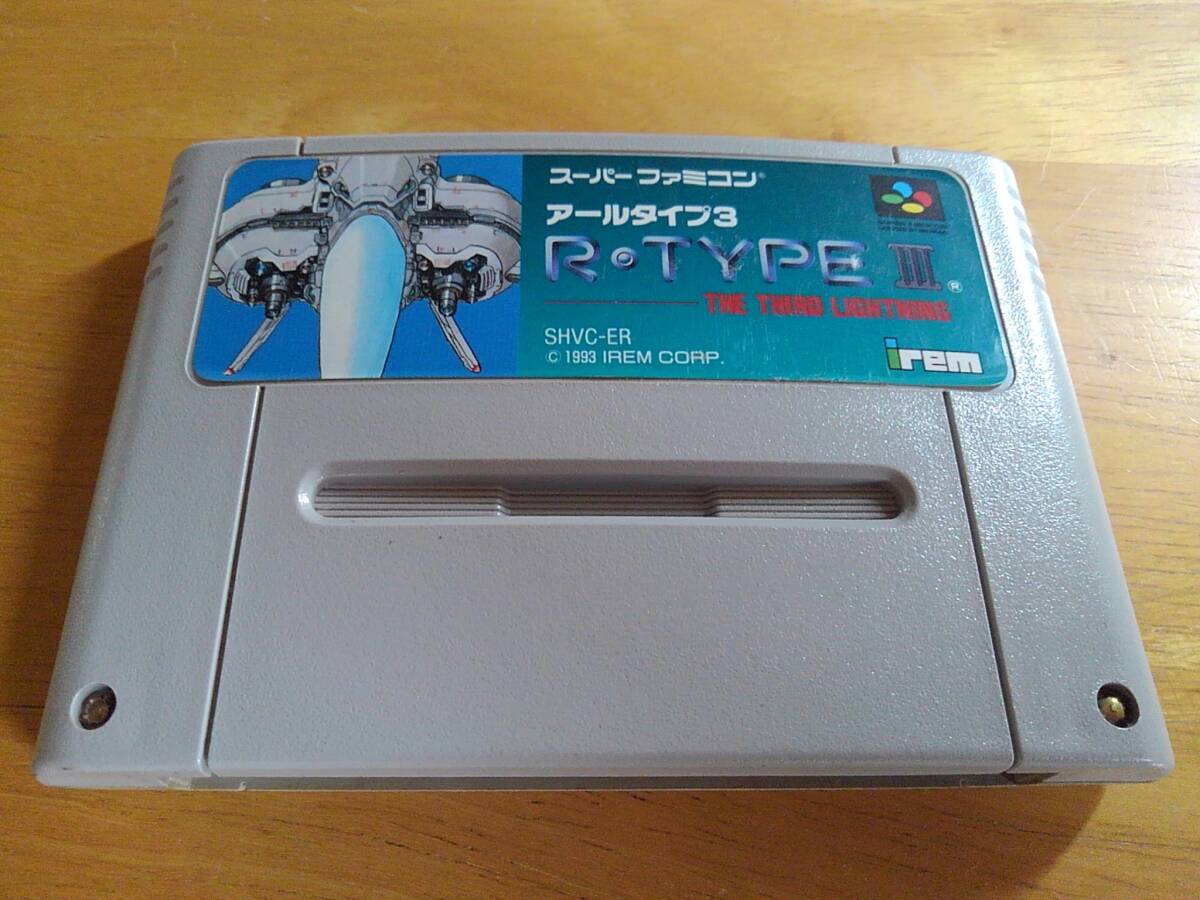 スーパーファミコン®
アールタイプ3
R・TYPE III®
THE THIRD LIGHTNING
SHVC-ER
© 1993 IREM CORP.
irem